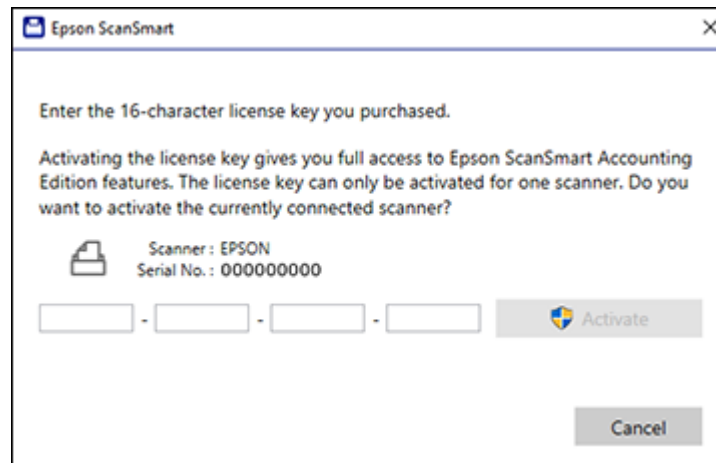 Epson ScanSmart
Enter the 16-character license key you purchased.
Activating the license key gives you full access to Epson ScanSmart Accounting
Edition features. The license key can only be activated for one scanner. Do you
want to activate the currently connected scanner?
Scanner : EPSON
Serial No. : 000000000
- - - Activate
Cancel